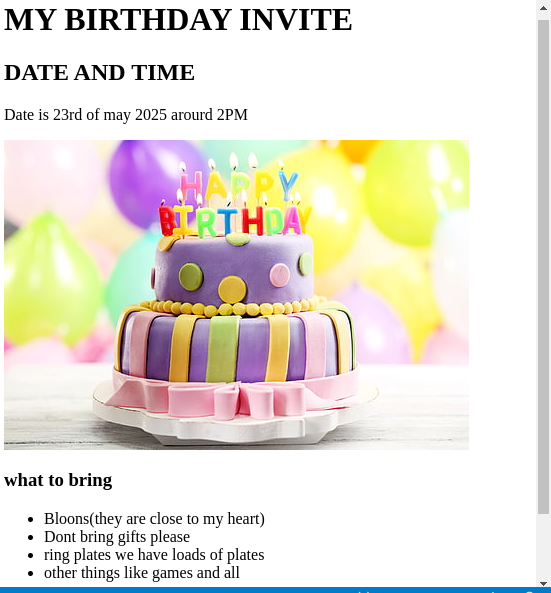 MY BIRTHDAY INVITE
DATE AND TIME
Date is 23rd of may 2025 arourd 2PM
HAPPY
BIRTHDAY
what to bring
Bloons(they are close to my heart)
Dont bring gifts please
ring plates we have loads of plates
other things like games and all